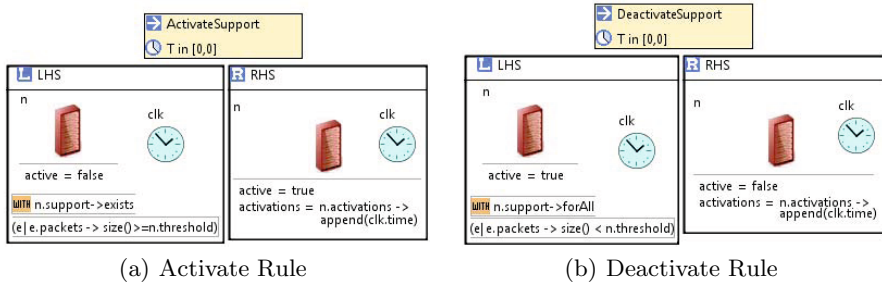 ActivateSupport
T in [0,0]
L LHS
R RHS
n
clk
active = false
WITH n.support->exists
(e| e.packets -> size()>=n.threshold)
n
clk
active = true
activations = n.activations ->
append(clk.time)
(a) Activate Rule
DeactivateSupport
T in [0,0]
L LHS
R RHS
n
clk
active = true
WITH n.support->forAll
(e| e.packets -> size() < n.threshold)
n
clk
active = false
activations = n.activations ->
append(clk.time)
(b) Deactivate Rule